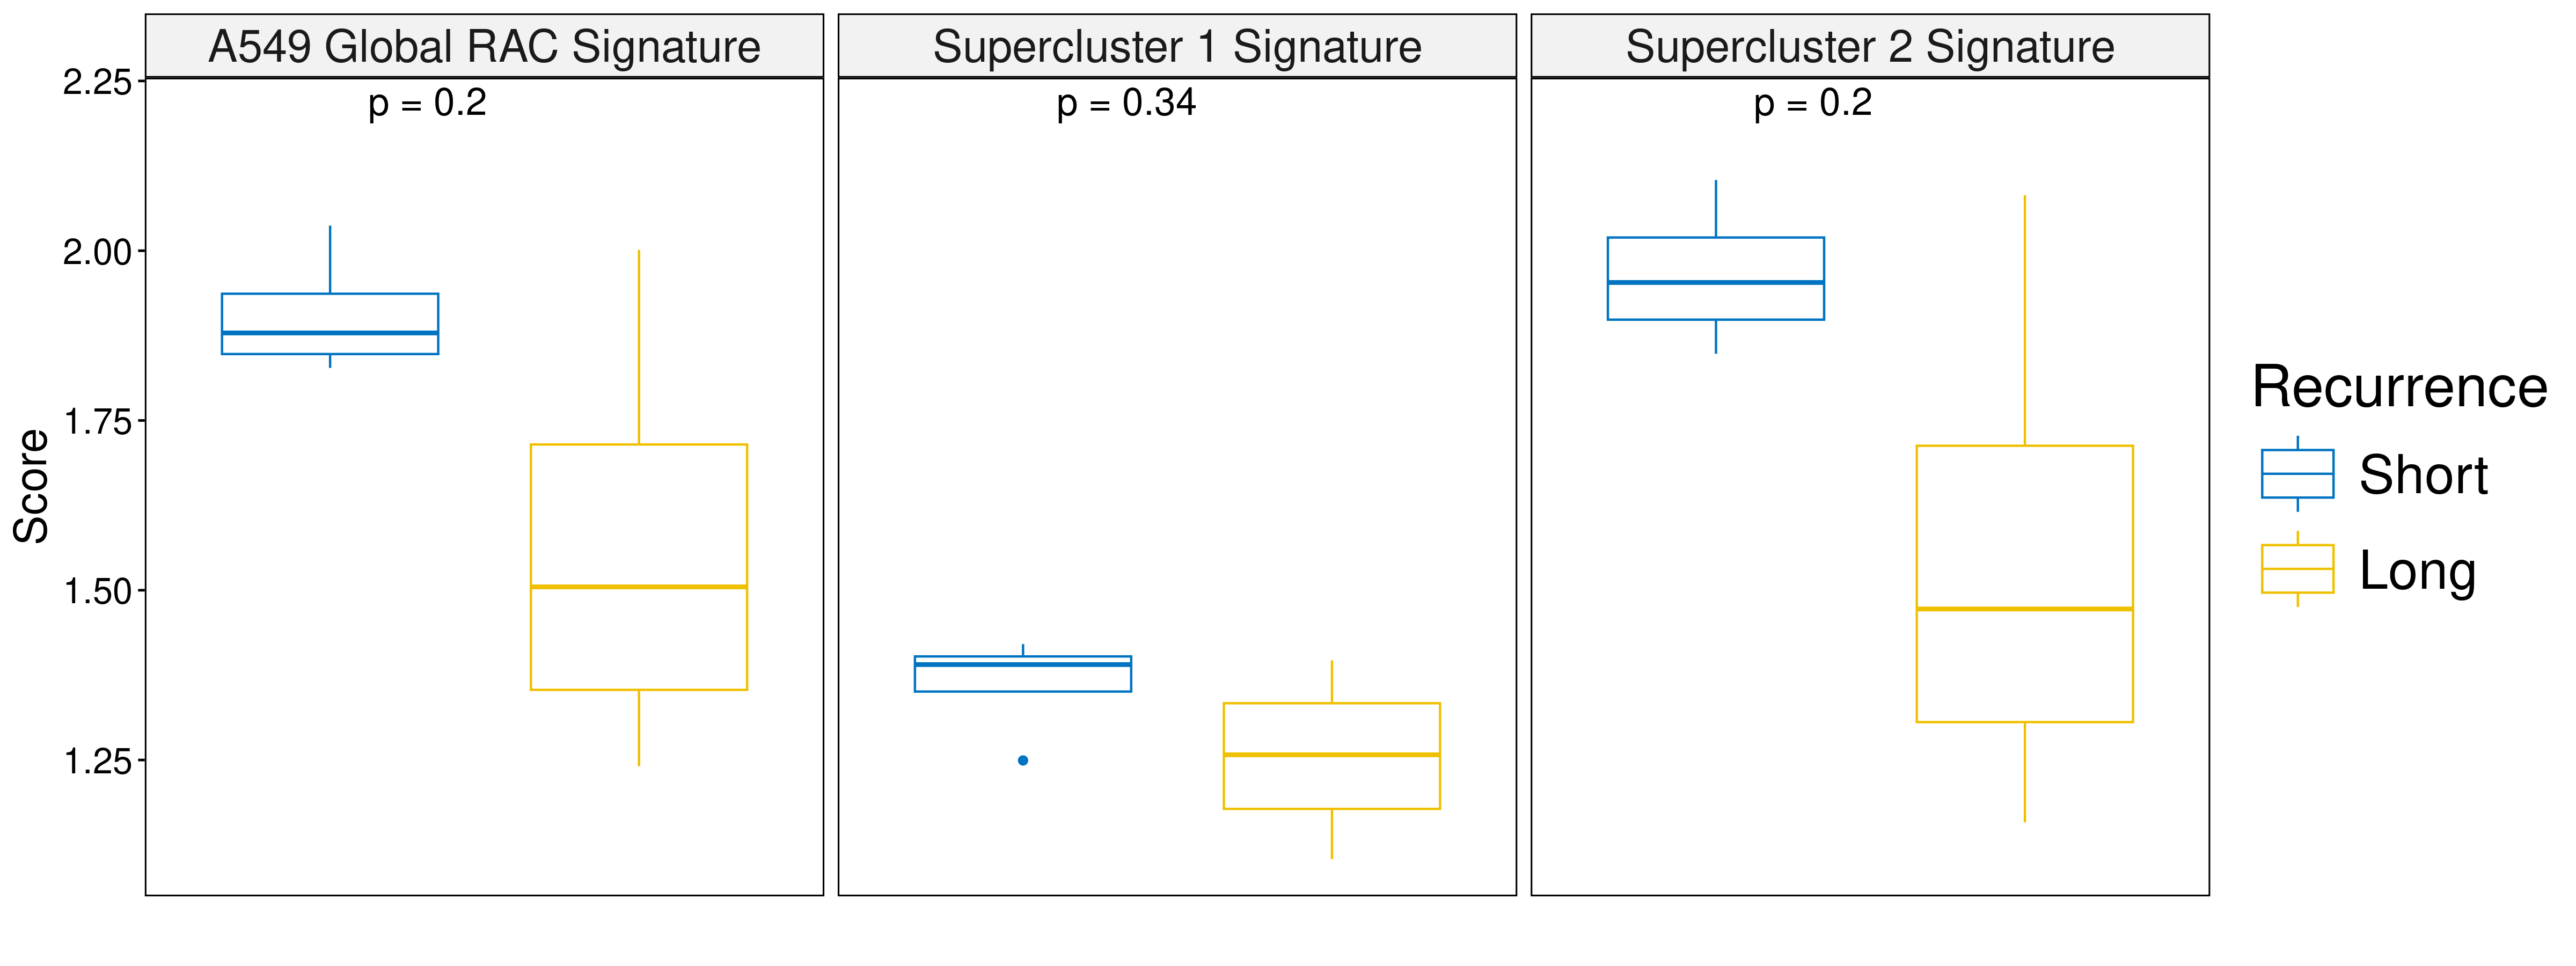 A549 Global RAC Signature
Supercluster 1 Signature
Supercluster 2 Signature
p = 0.2
p = 0.34
p = 0.2
Score
2.25
2.00
1.75
1.50
1.25
Recurrence
Short
Long